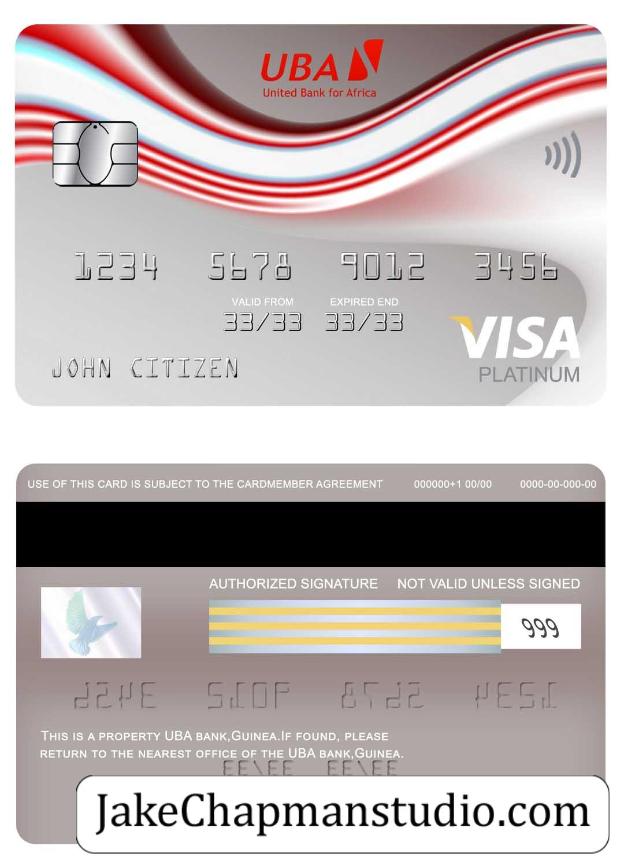 UBA
United Bank for Africa
1234 5678 9012 3456
VALID FROM EXPIRED END
33/33 33/33
VISA
JOHN CITIZEN
PLATINUM
USE OF THIS CARD IS SUBJECT TO THE CARDMEMBER AGREEMENT 000000+1 00/00 0000-00-000-00
AUTHORIZED SIGNATURE NOT VALID UNLESS SIGNED
999
THIS IS A PROPERTY UBA BANK,GUINEA.IF FOUND, PLEASE
RETURN TO THE NEAREST OFFICE OF THE UBA BANK,GUINEA.
JakeChapmanstudio.com